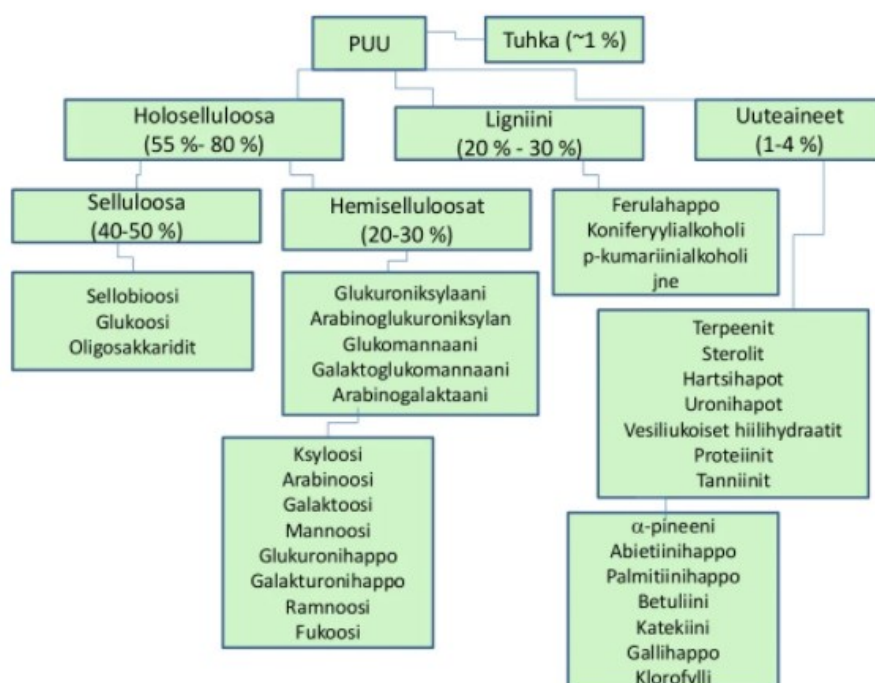 PUU
Tuhka (~1 %)
Holoselluloosa
(55 %- 80 %)
Ligniini
(20 % - 30 %)
Uuteaineet
(1-4 %)
Selluloosa
(40-50 %)
Hemiselluloosat
(20-30 %)
Ferulahappo
Koniferyylialkoholi
p-kumariinialkoholi
jne
Sellobioosi
Glukoosi
Oligosakkaridit
Glukuroniksylaani
Arabinoglukuroniksylan
Glukomannaani
Galaktoglukomannaani
Arabinogalaktaani
Terpeenit
Sterolit
Hartsihapot
Uronihapot
Vesiliukoiset hiilihydraatit
Proteiinit
Tanniinit
Ksyloosi
Arabinoosi
Galaktoosi
Mannoosi
Glukuronihappo
Galakturonihappo
Ramnoosi
Fukoosi
α-pineeni
Abietiinihappo
Palmitiinihappo
Betuliini
Katekiini
Gallihappo
Klorofylli